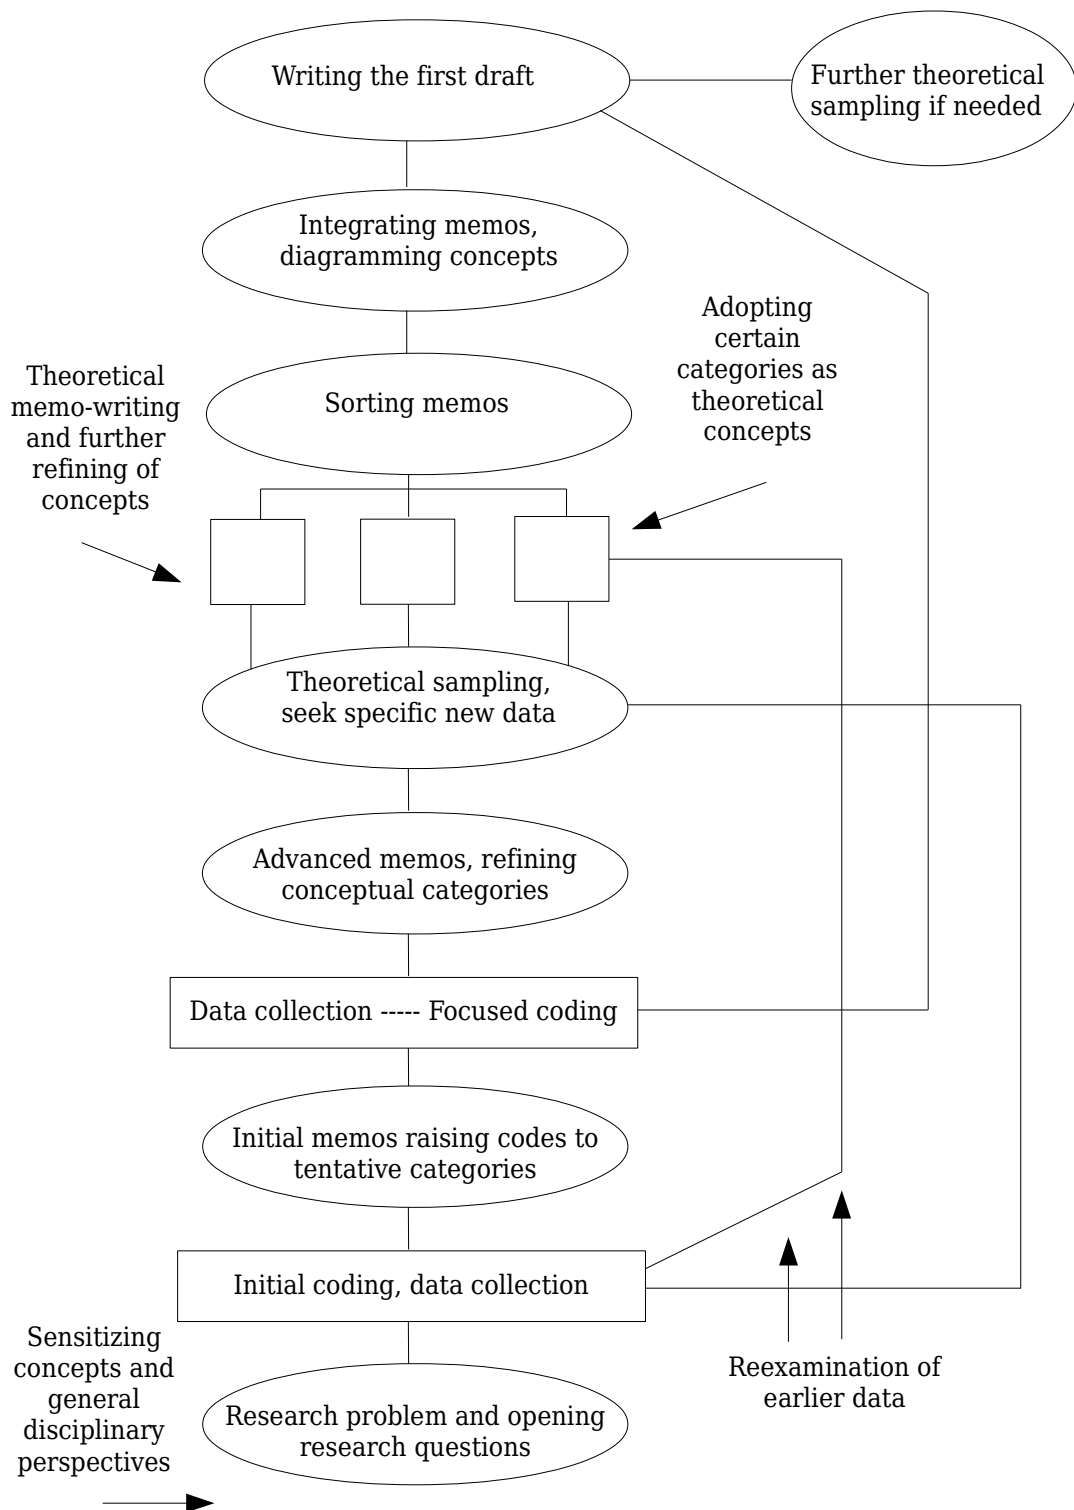 Writing the first draft
Further theoretical
sampling if needed
Integrating memos,
diagramming concepts
Adopting
certain
categories as
theoretical
concepts
Theoretical
memo-writing
and further
refining of
concepts
Sorting memos
Theoretical sampling,
seek specific new data
Advanced memos, refining
conceptual categories
Data collection ----- Focused coding
Initial memos raising codes to
tentative categories
Initial coding, data collection
Sensitizing
concepts and
general
disciplinary
perspectives
Reexamination of
earlier data
Research problem and opening
research questions